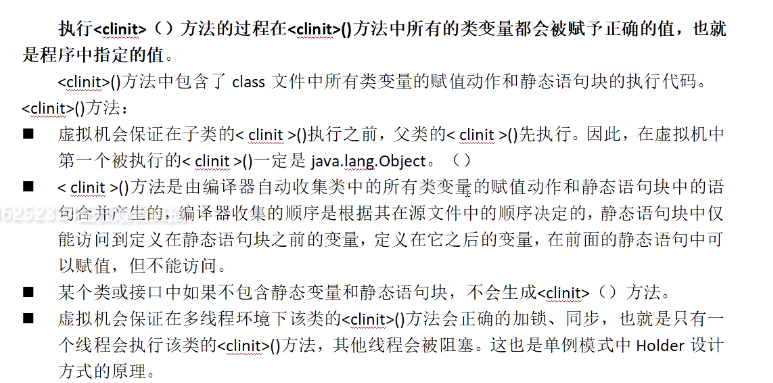 执行<clinit>（）方法的过程在<clinit>()方法中所有的类变量都会被赋予正确的值，也就
是程序中指定的值。
<clinit>()方法中包含了 class 文件中所有类变量的赋值动作和静态语句块的执行代码。
<clinit>()方法：
■ 虚拟机会保证在子类的< clinit >()执行之前，父类的< clinit >()先执行。因此，在虚拟机中
第一个被执行的< clinit >()一定是 java.lang.Object。（）
■ < clinit >()方法是由编译器自动收集类中的所有类变量的赋值动作和静态语句块中的语
句合并产生的，编译器收集的顺序是根据其在源文件中的顺序决定的，静态语句块中仅
能访问到定义在静态语句块之前的变量，定义在它之后的变量，在前面的静态语句中可
以赋值，但不能访问。
■ 某个类或接口中如果不包含静态变量和静态语句块，不会生成<clinit>（）方法。
■ 虚拟机会保证在多线程环境下该类的<clinit>()方法会正确的加锁、同步，也就是只有一
个线程会执行该类的<clinit>()方法，其他线程会被阻塞。这也是单例模式中 Holder 设计
方式的原理。